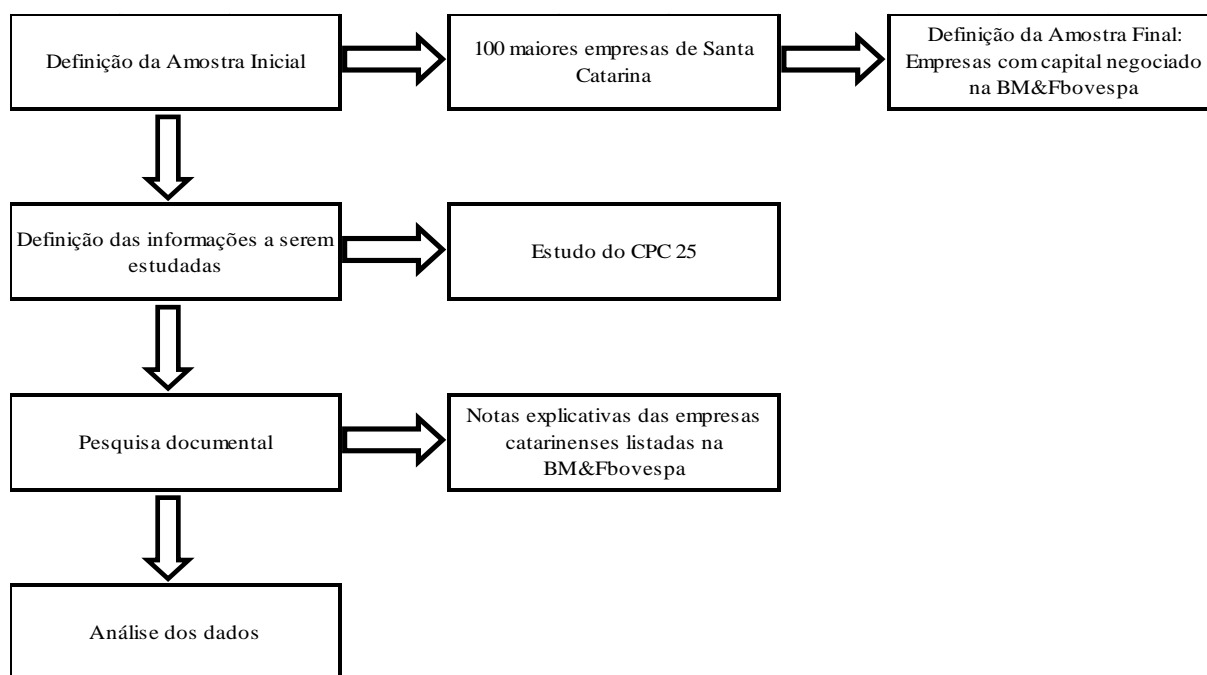 Definição da Amostra Inicial
100 maiores empresas de Santa
Catarina
Definição da Amostra Final:
Empresas com capital negociado
na BM&Fbovespa
Definição das informações a serem
estudadas
Estudo do CPC 25
Pesquisa documental
Notas explicativas das empresas
catarinenses listadas na
BM&Fbovespa
Análise dos dados